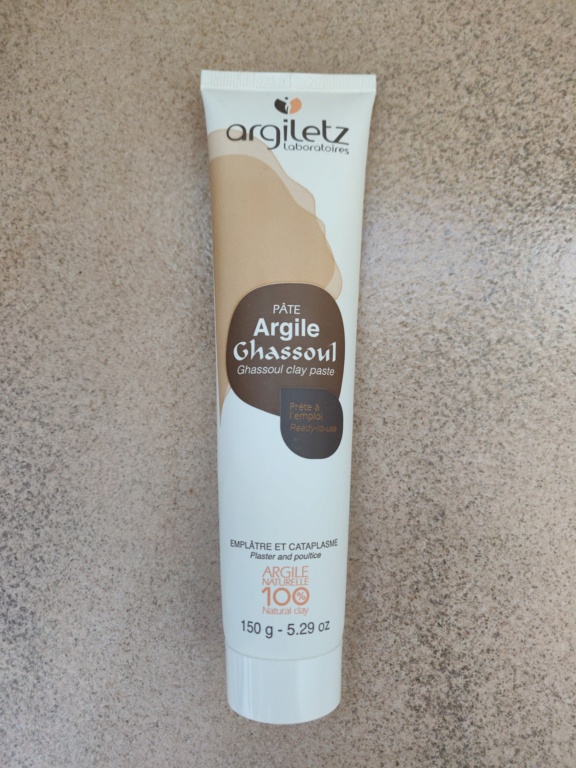 argiletz
Laboratoires
PÂTE
Argile
Ghassoul
Ghassoul clay paste
Prête à
l'emploi
Ready-to-use
EMPLÂTRE ET CATAPLASME
Plaster and poultice
ARGILE
NATURELLE
100%
Natural clay
150 g - 5.29 oz